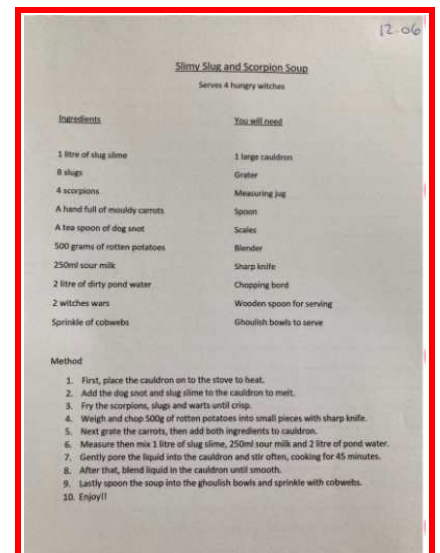 12.06
Slimy Slug and Scorpion Soup
Serves 4 hungry witches
Ingredients
1 litre of slug slime
8 slugs
4 scorpions
A hand full of mouldy carrots
A tea spoon of dog snot
500 grams of rotten potatoes
250ml sour milk
2 litre of dirty pond water
2 witches wars
Sprinkle of cobwebs
You will need
1 large cauldron
Grater
Measuring jug
Spoon
Scales
Blender
Sharp knife
Chopping bord
Wooden spoon for serving
Ghoulish bowls to serve
Method
1. First, place the cauldron on to the stove to heat.
2. Add the dog snot and slug slime to the cauldron to melt.
3. Fry the scorpions, slugs and warts until crisp.
4. Weigh and chop 500g of rotten potatoes into small pieces with sharp knife.
5. Next grate the carrots, then add both ingredients to cauldron.
6. Measure then mix 1 litre of slug slime, 250ml sour milk and 2 litre of pond water.
7. Gently pore the liquid into the cauldron and stir often, cooking for 45 minutes.
8. After that, blend liquid in the cauldron until smooth.
9. Lastly spoon the soup into the ghoulish bowls and sprinkle with cobwebs.
10. Enjoy!!